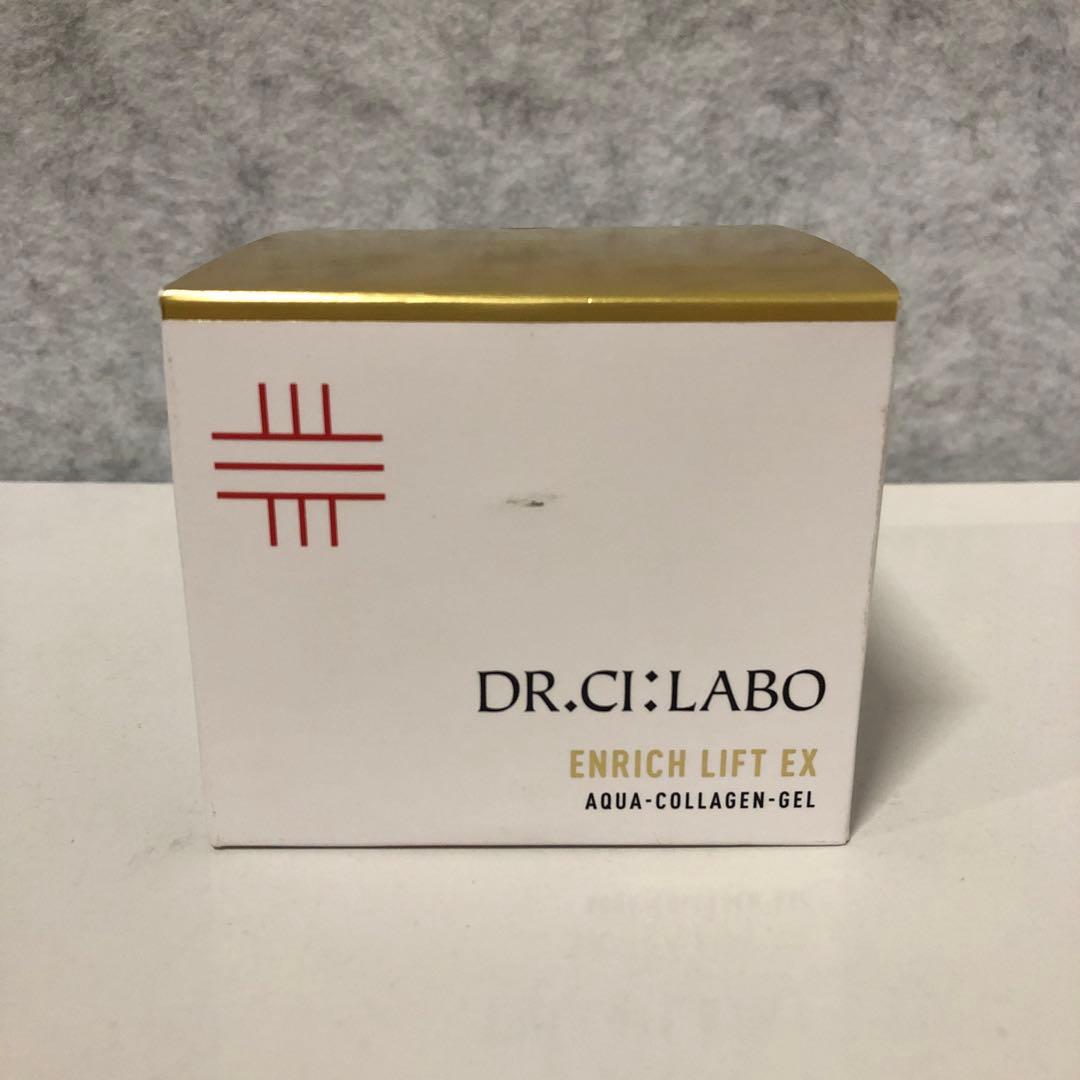 DR.CI:LABO
ENRICH LIFT EX
AQUA-COLLAGEN-GEL